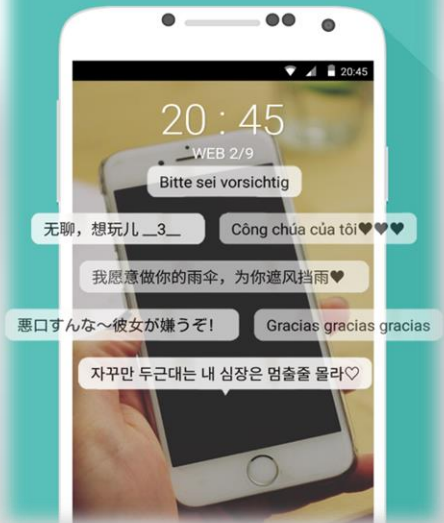 20:45
20 : 45
WEB 2/9
Bitte sei vorsichtig
无聊，想玩儿 __3__
Công chúa của tôi♥♥♥
我愿意做你的雨伞，为你遮风挡雨♥
悪口すんな～彼女が嫌うぞ！
Gracias gracias gracias
자꾸만 두근대는 내 심장은 멈출줄 몰라♡